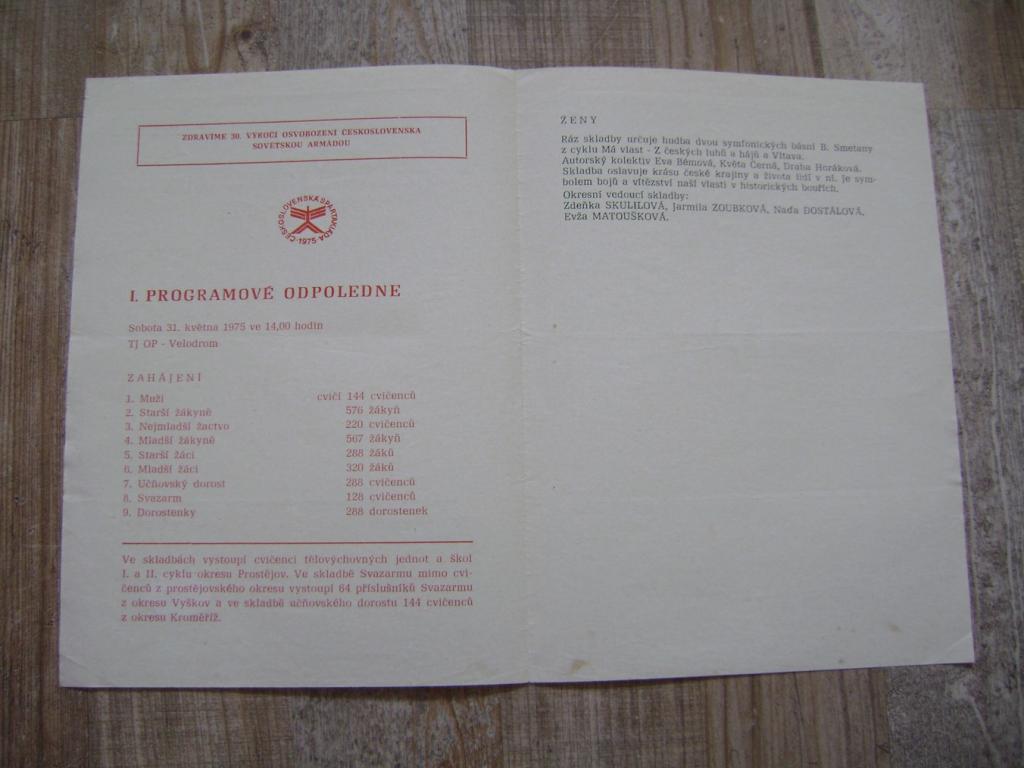 ZDRAVÍME 30. VÝROČÍ OSVOBOZENÍ ČESKOSLOVENSKA
SOVĚTSKOU ARMÁDOU
ČESKOSLOVENSKÁ SPARTAKIÁDA
·1975·
I. PROGRAMOVÉ ODPOLEDNE
Sobota 31. května 1975 ve 14,00 hodin
TJ OP - Velodrom
ZAHÁJENÍ
1. Muži cvičí 144 cvičenců
2. Starší žákyně 576 žákyň
3. Nejmladší žactvo 220 cvičenců
4. Mladší žákyně 567 žákyň
5. Starší žáci 288 žáků
6. Mladší žáci 320 žáků
7. Učňovský dorost 288 cvičenců
8. Svazarm 128 cvičenců
9. Dorostenky 288 dorostenek
Ve skladbách vystoupí cvičenci tělovýchovných jednot a škol
I. a II. cyklu okresu Prostějov. Ve skladbě Svazarmu mimo cvi-
čenců z prostějovského okresu vystoupí 64 příslušníků Svazarmu
z okresu Vyškov a ve skladbě učňovského dorostu 144 cvičenců
z okresu Kroměříž.
ŽENY
Ráz skladby určuje hudba dvou symfonických básní B. Smetany
z cyklu Má vlast - Z českých luhů a hájů a Vltava.
Autorský kolektiv Eva Bémová, Květa Černá, Draha Horáková.
Skladba oslavuje krásu české krajiny a života lidí v ní. Je sym-
bolem bojů a vítězství naší vlasti v historických bouřích.
Okresní vedoucí skladby:
Zdeňka SKULILOVÁ, Jarmila ZOUBKOVÁ, Naďa DOSTÁLOVÁ,
Evža MATOUŠKOVÁ.